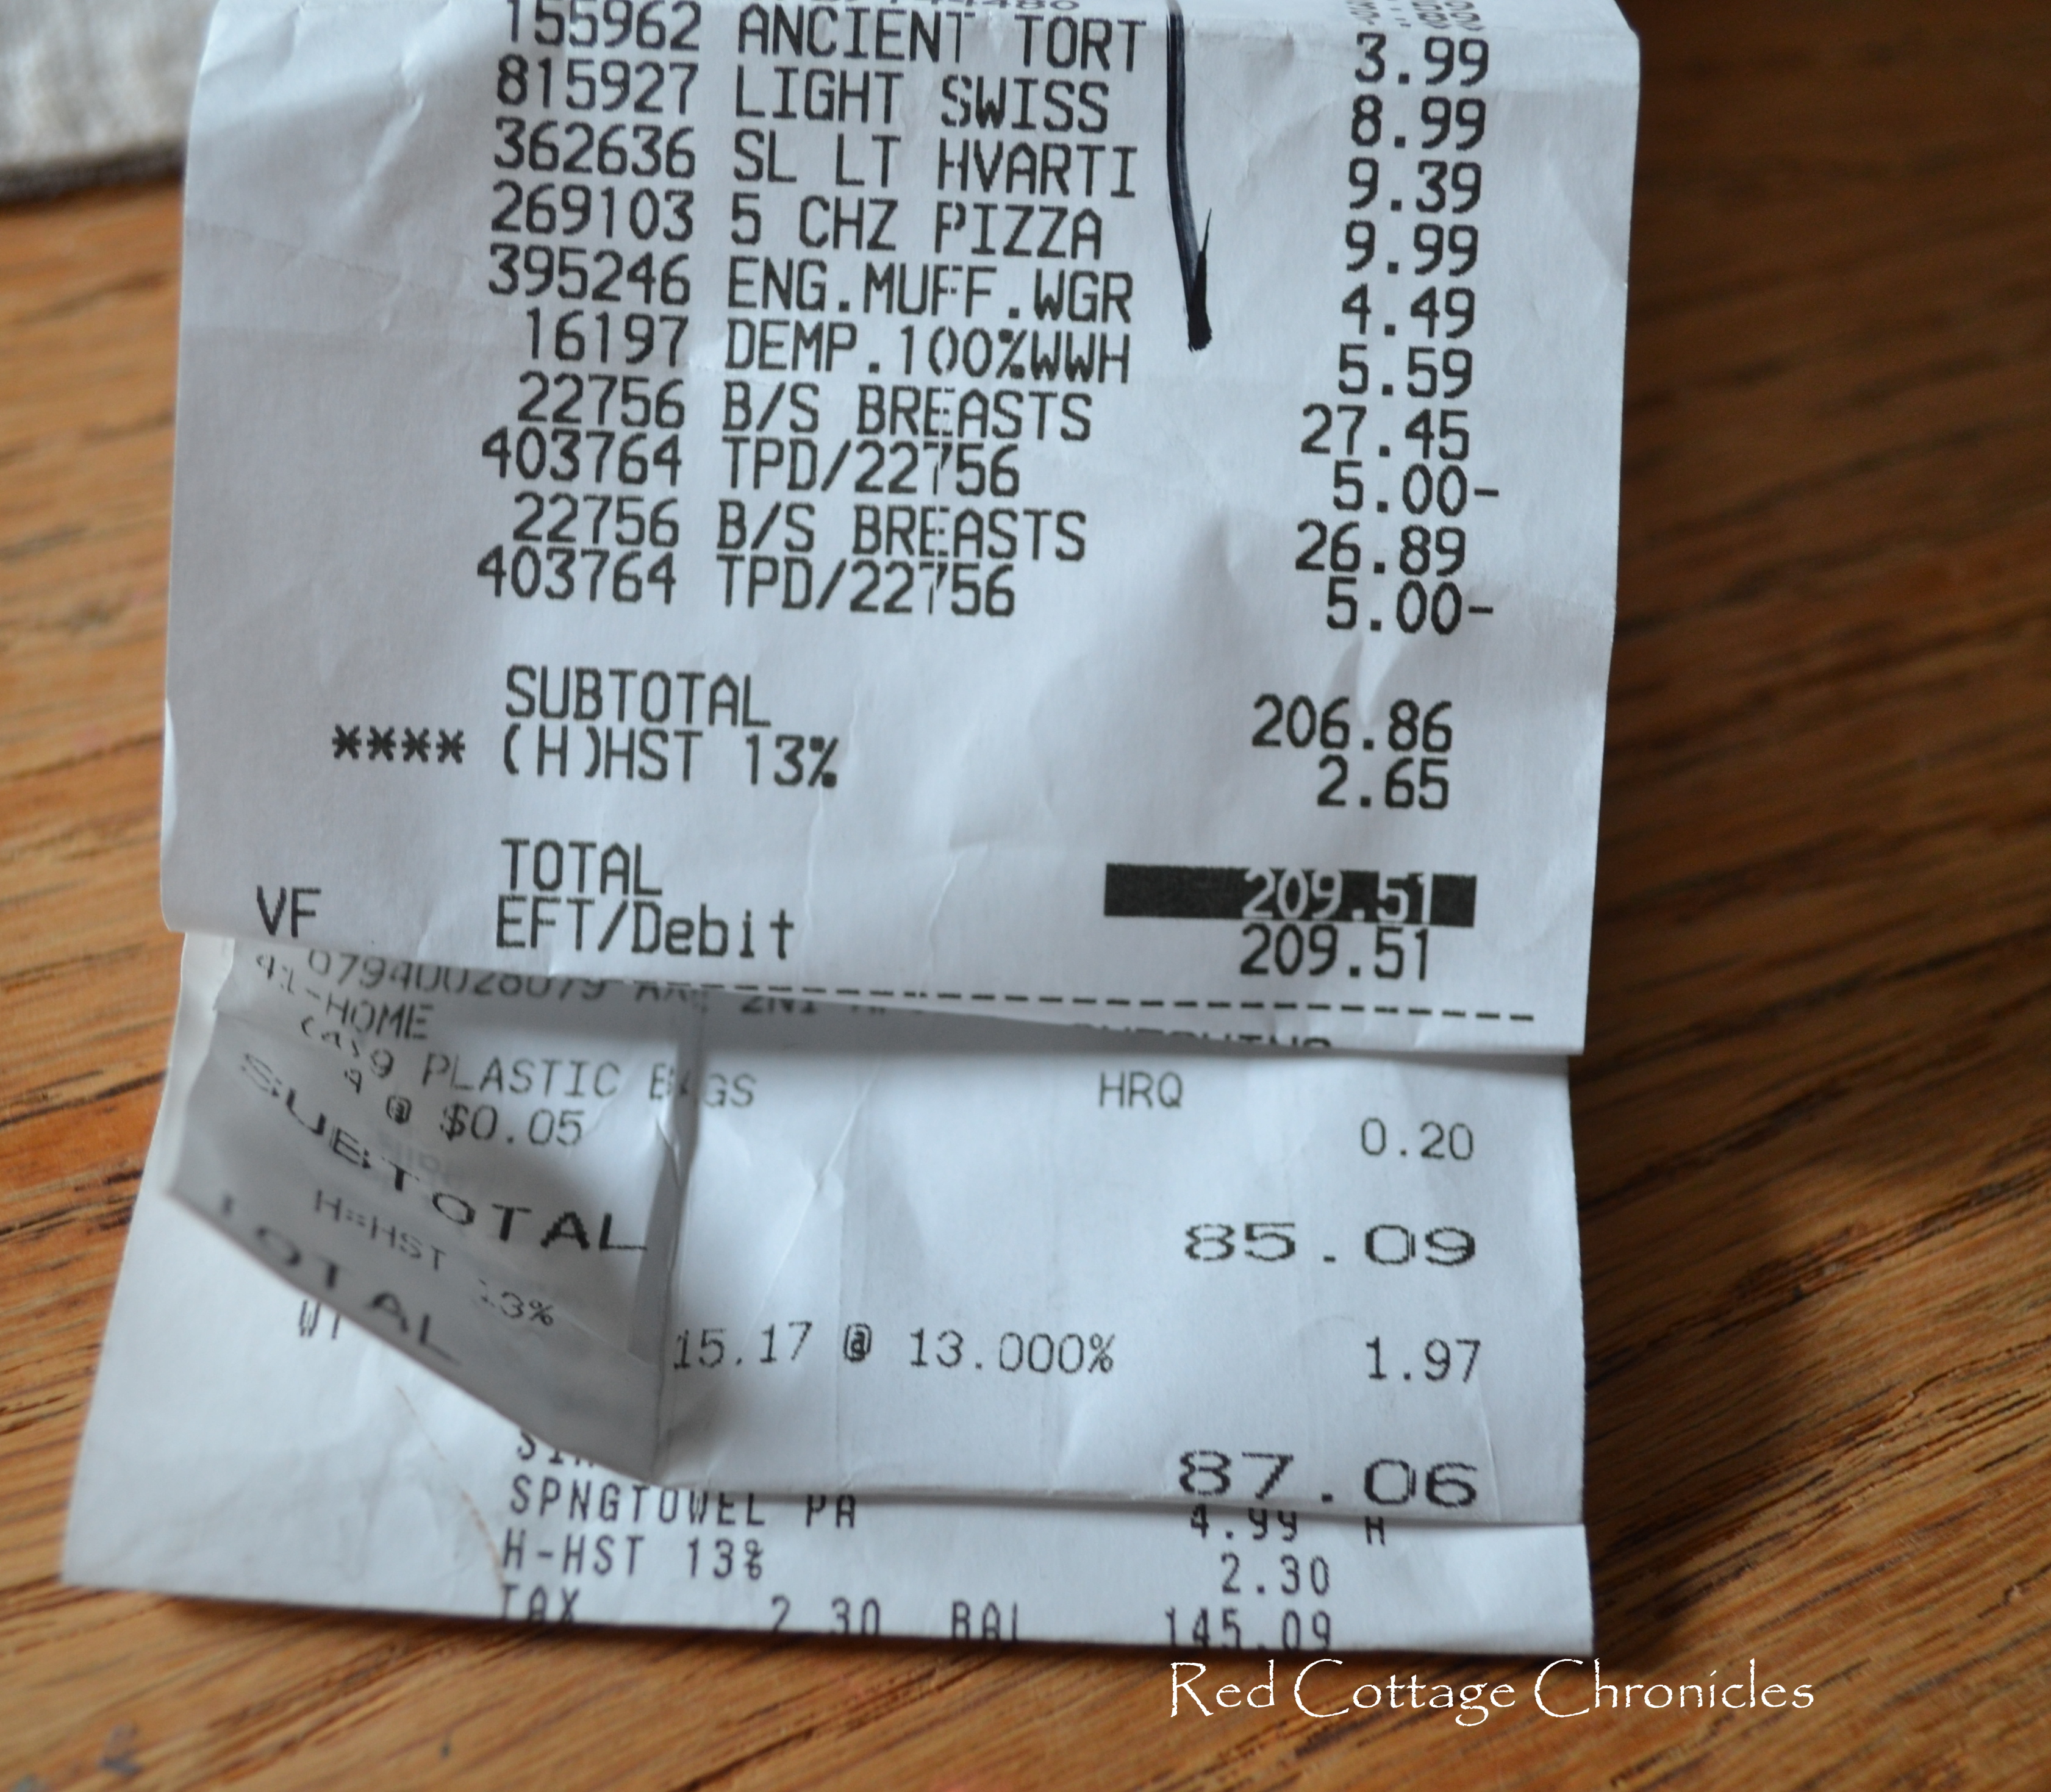 155962 ANCIENT TORT 3.99
815927 LIGHT SWISS 8.99
362636 SL LT HVARTI 9.39
269103 5 CHZ PIZZA 9.99
395246 ENG.MUFF.WGR 4.49
16197 DEMP.100%WWH 5.59
22756 B/S BREASTS 27.45
403764 TPD/22756 5.00-
22756 B/S BREASTS 26.89
403764 TPD/22756 5.00-
SUBTOTAL 206.86
**** (H)HST 13% 2.65
TOTAL 209.51
VF EFT/Debit 209.51
07940028079 2N1
41-HOME
PLASTIC BAGS HRQ
4 @ $0.05 0.20
SUBTOTAL 85.09
H=HST 13% 15.17 @ 13.000% 1.97
TOTAL 87.06
SPNGTOWEL PA 4.99 H
H-HST 13% 2.30
TAX 2.30 BAL 145.09
Red Cottage Chronicles